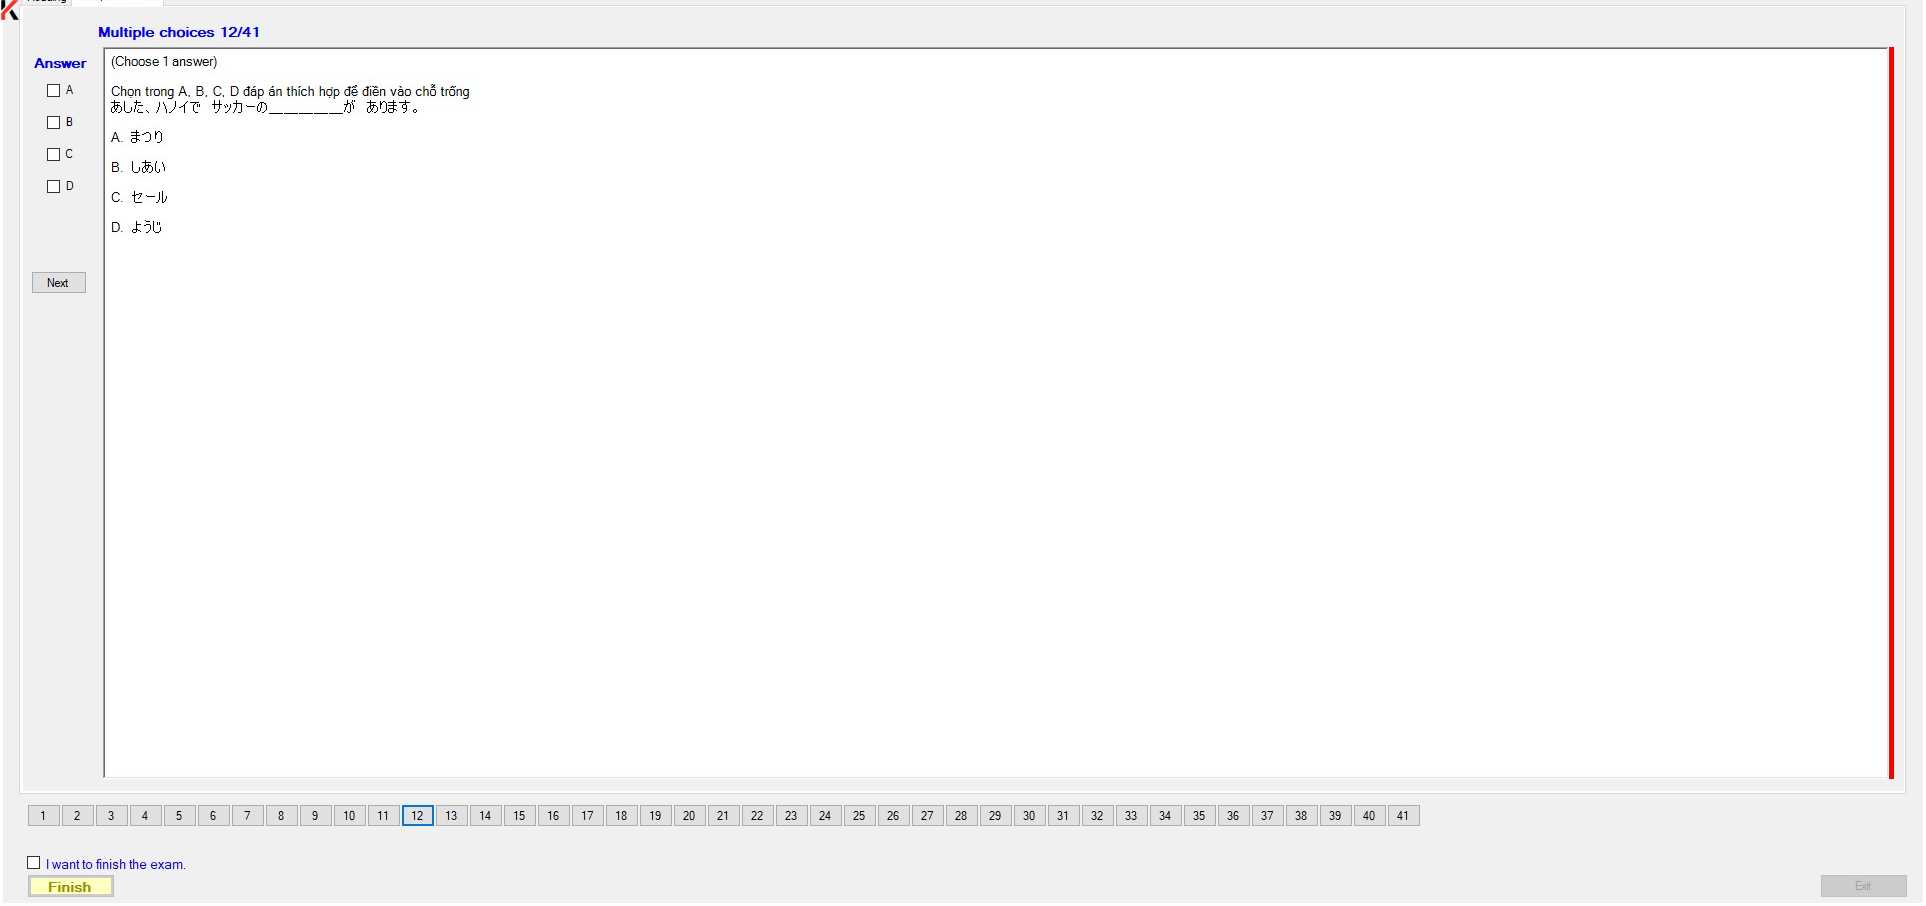 Multiple choices 12/41
Answer
A
B
C
D
Next
(Choose 1 answer)
Chọn trong A, B, C, D đáp án thích hợp để điền vào chỗ trống
あした、ハノイで サッカーの___________が あります。
A. まつり
B. しあい
C. セール
D. ようじ
1 2 3 4 5 6 7 8 9 10 11 12 13 14 15 16 17 18 19 20 21 22 23 24 25 26 27 28 29 30 31 32 33 34 35 36 37 38 39 40 41
I want to finish the exam.
Finish
Exit